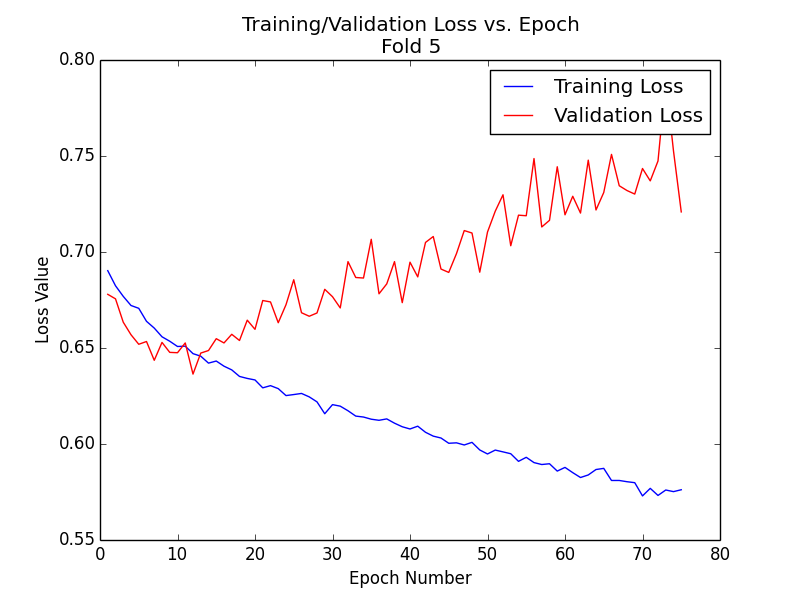 Training/Validation Loss vs. Epoch
Fold 5
Training Loss
Validation Loss
0.80
0.75
0.70
0.65
0.60
0.55
Loss Value
0 10 20 30 40 50 60 70 80
Epoch Number